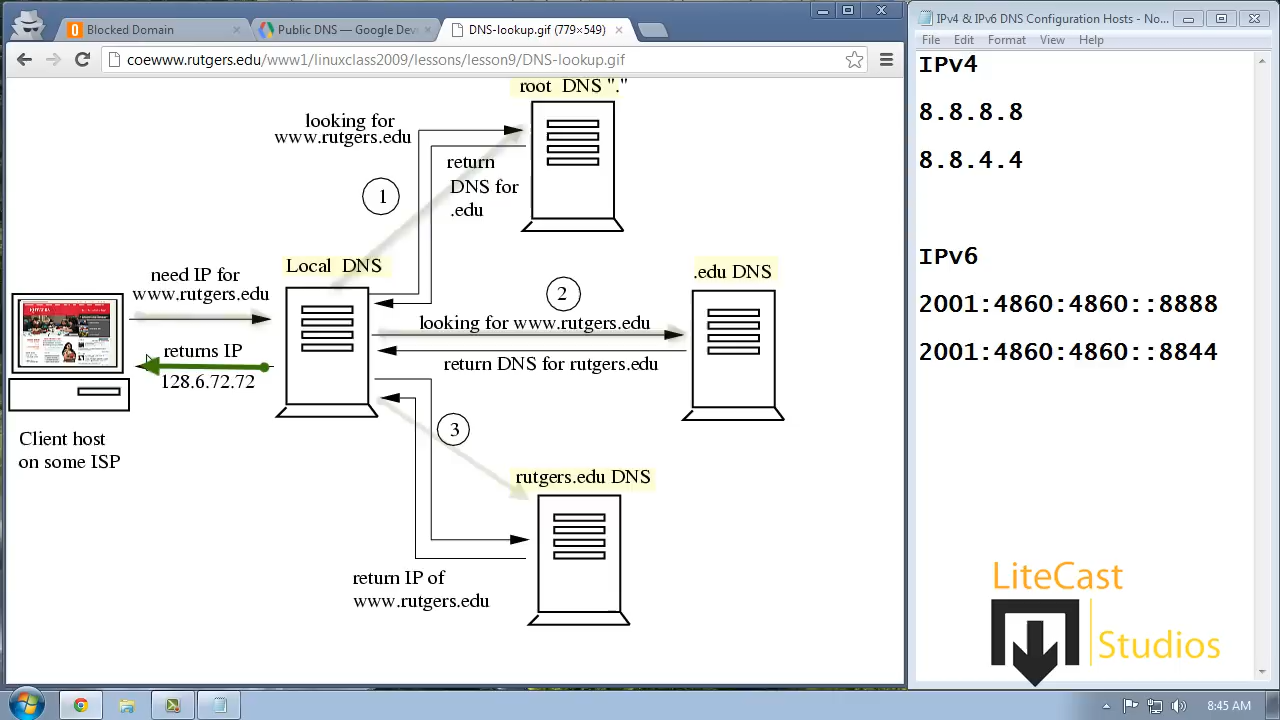 Blocked Domain
Public DNS — Google Dev
DNS-lookup.gif (779×549)
coewww.rutgers.edu/www1/linuxclass2009/lessons/lesson9/DNS-lookup.gif
root DNS "."
looking for
www.rutgers.edu
return
DNS for
.edu
1
Local DNS
need IP for
www.rutgers.edu
returns IP
128.6.72.72
Client host
on some ISP
2
looking for www.rutgers.edu
return DNS for rutgers.edu
.edu DNS
3
rutgers.edu DNS
return IP of
www.rutgers.edu
IPv4 & IPv6 DNS Configuration Hosts - No...
File Edit Format View Help
IPv4
8.8.8.8
8.8.4.4
IPv6
2001:4860:4860::8888
2001:4860:4860::8844
LiteCast
Studios
8:45 AM